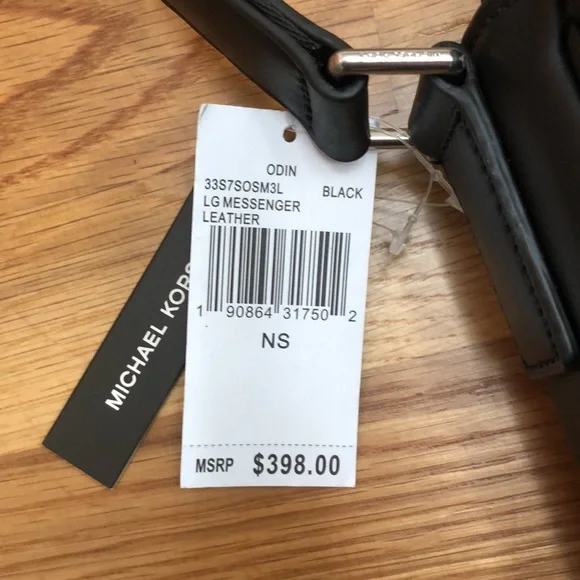 ODIN
33S7SOSM3L BLACK
LG MESSENGER
LEATHER
1 90864 31750 2
NS
MSRP $398.00
MICHAEL KORS